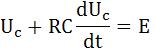 U_c + RC dU_c/dt = E